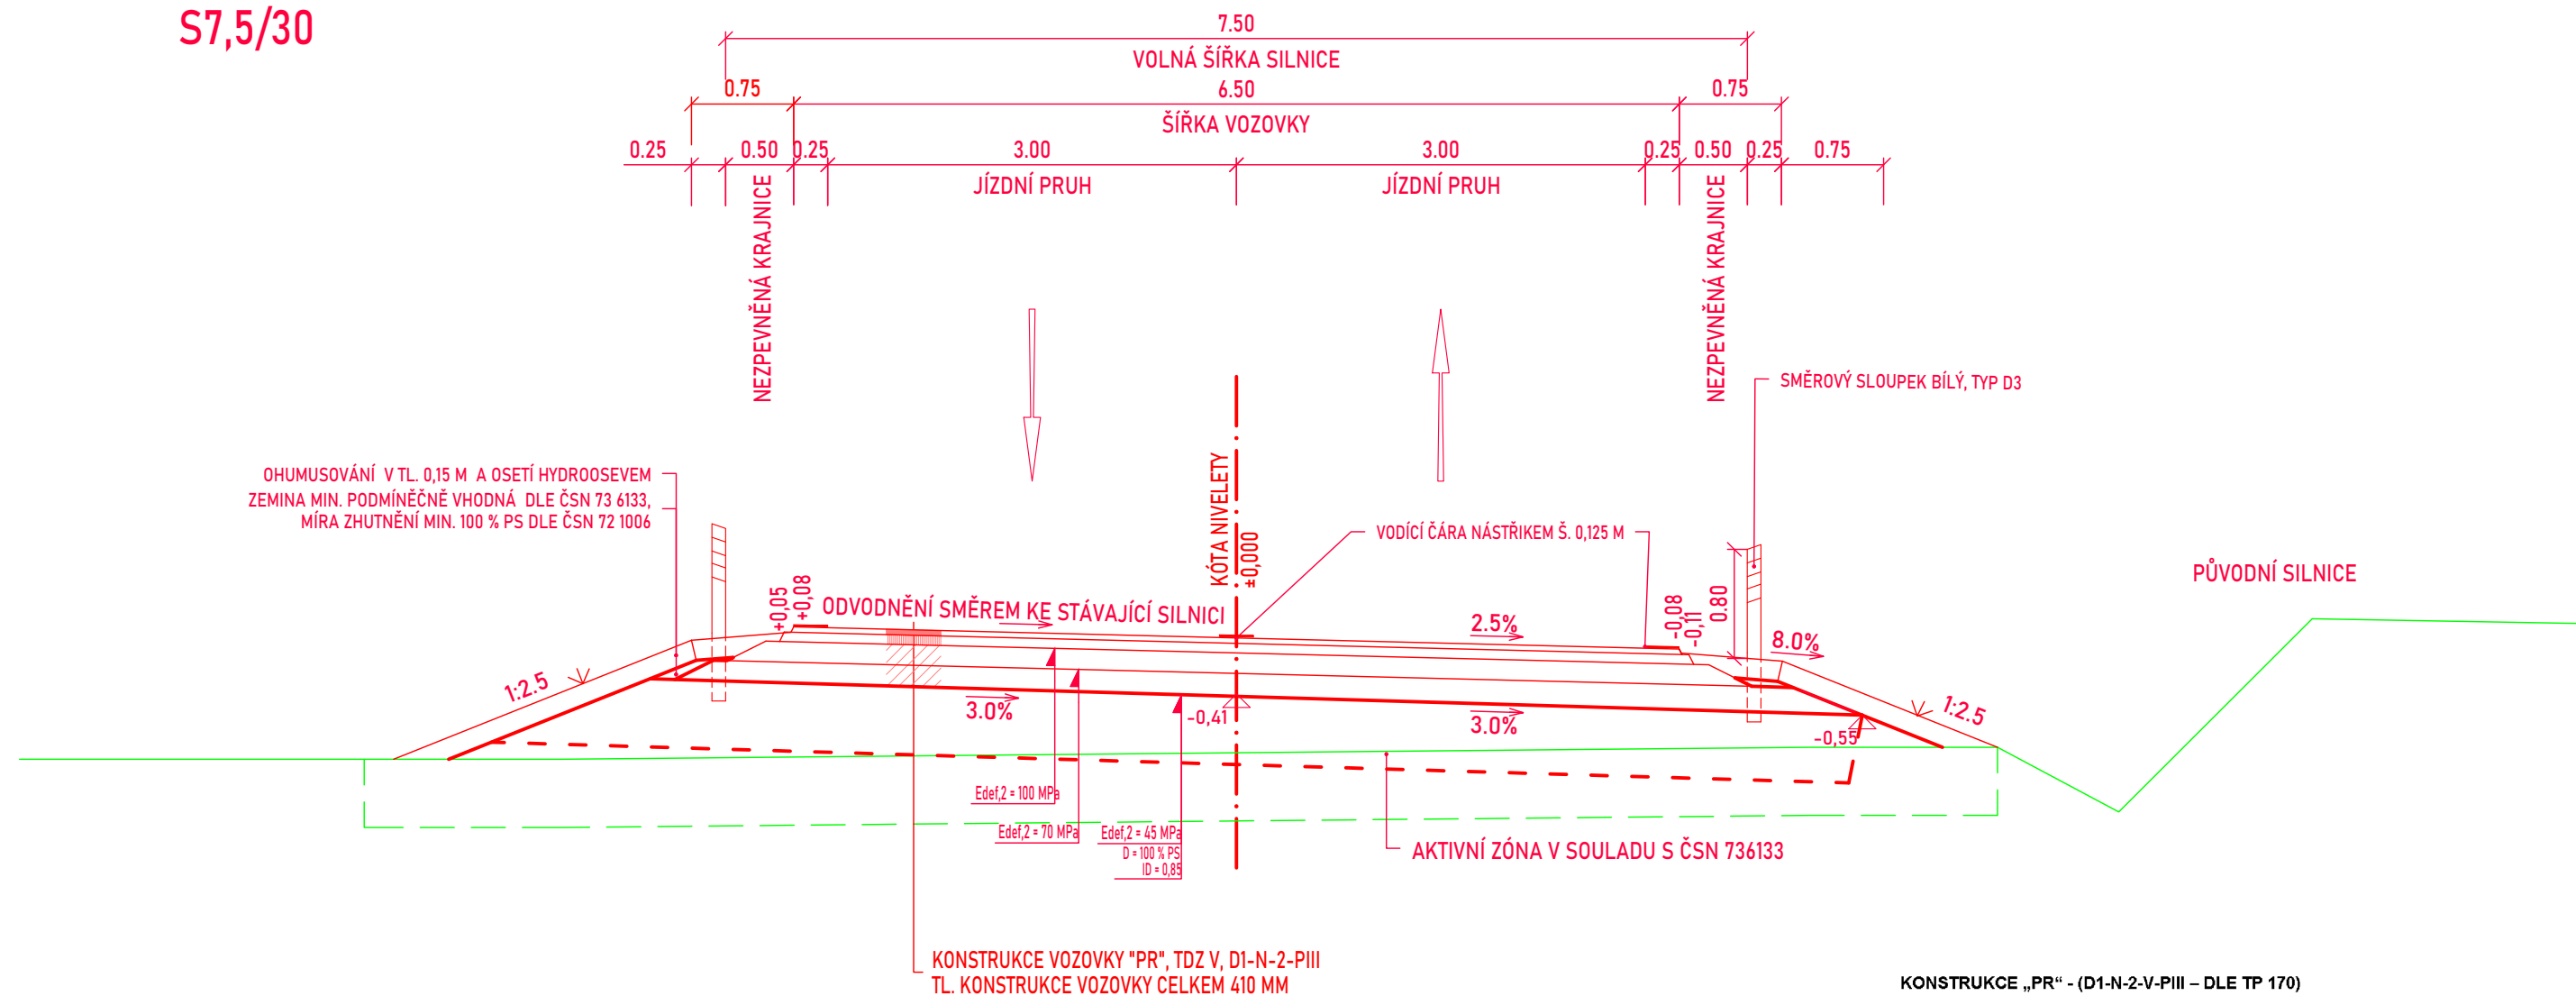 S7,5/30
7.50
VOLNÁ ŠÍŘKA SILNICE
0.75
6.50
0.75
ŠÍŘKA VOZOVKY
0.25
0.50
0.25
3.00
3.00
0.25
0.50
0.25
0.75
JÍZDNÍ PRUH
JÍZDNÍ PRUH
NEZPEVNĚNÁ KRAJNICE
NEZPEVNĚNÁ KRAJNICE
SMĚROVÝ SLOUPEK BÍLÝ, TYP D3
OHUMUSOVÁNÍ V TL. 0,15 M A OSETÍ HYDROOSEVEM
ZEMINA MIN. PODMÍNĚČNĚ VHODNÁ DLE ČSN 73 6133,
MÍRA ZHUTNĚNÍ MIN. 100 % PS DLE ČSN 72 1006
KÓTA NIVELETY
±0,000
VODÍCÍ ČÁRA NÁSTŘIKEM Š. 0,125 M
PŮVODNÍ SILNICE
+0,05
+0,08
ODVODNĚNÍ SMĚREM KE STÁVAJÍCÍ SILNICI
2.5%
-0,08
-0,11
0.80
8.0%
1:2.5
3.0%
-0,41
3.0%
-0,55
1:2.5
Edef,2 = 100 MPa
Edef,2 = 70 MPa
Edef,2 = 45 MPa
D = 100 % PS
ID = 0,85
AKTIVNÍ ZÓNA V SOULADU S ČSN 736133
KONSTRUKCE VOZOVKY "PR", TDZ V, D1-N-2-PIII
TL. KONSTRUKCE VOZOVKY CELKEM 410 MM
KONSTRUKCE „PR“ - (D1-N-2-V-PIII – DLE TP 170)